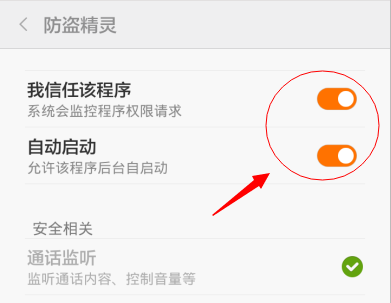 防盗精灵
我信任该程序
系统会监控程序权限请求
自动启动
允许该程序后台自启动
安全相关
通话监听
监听通话内容、控制音量等